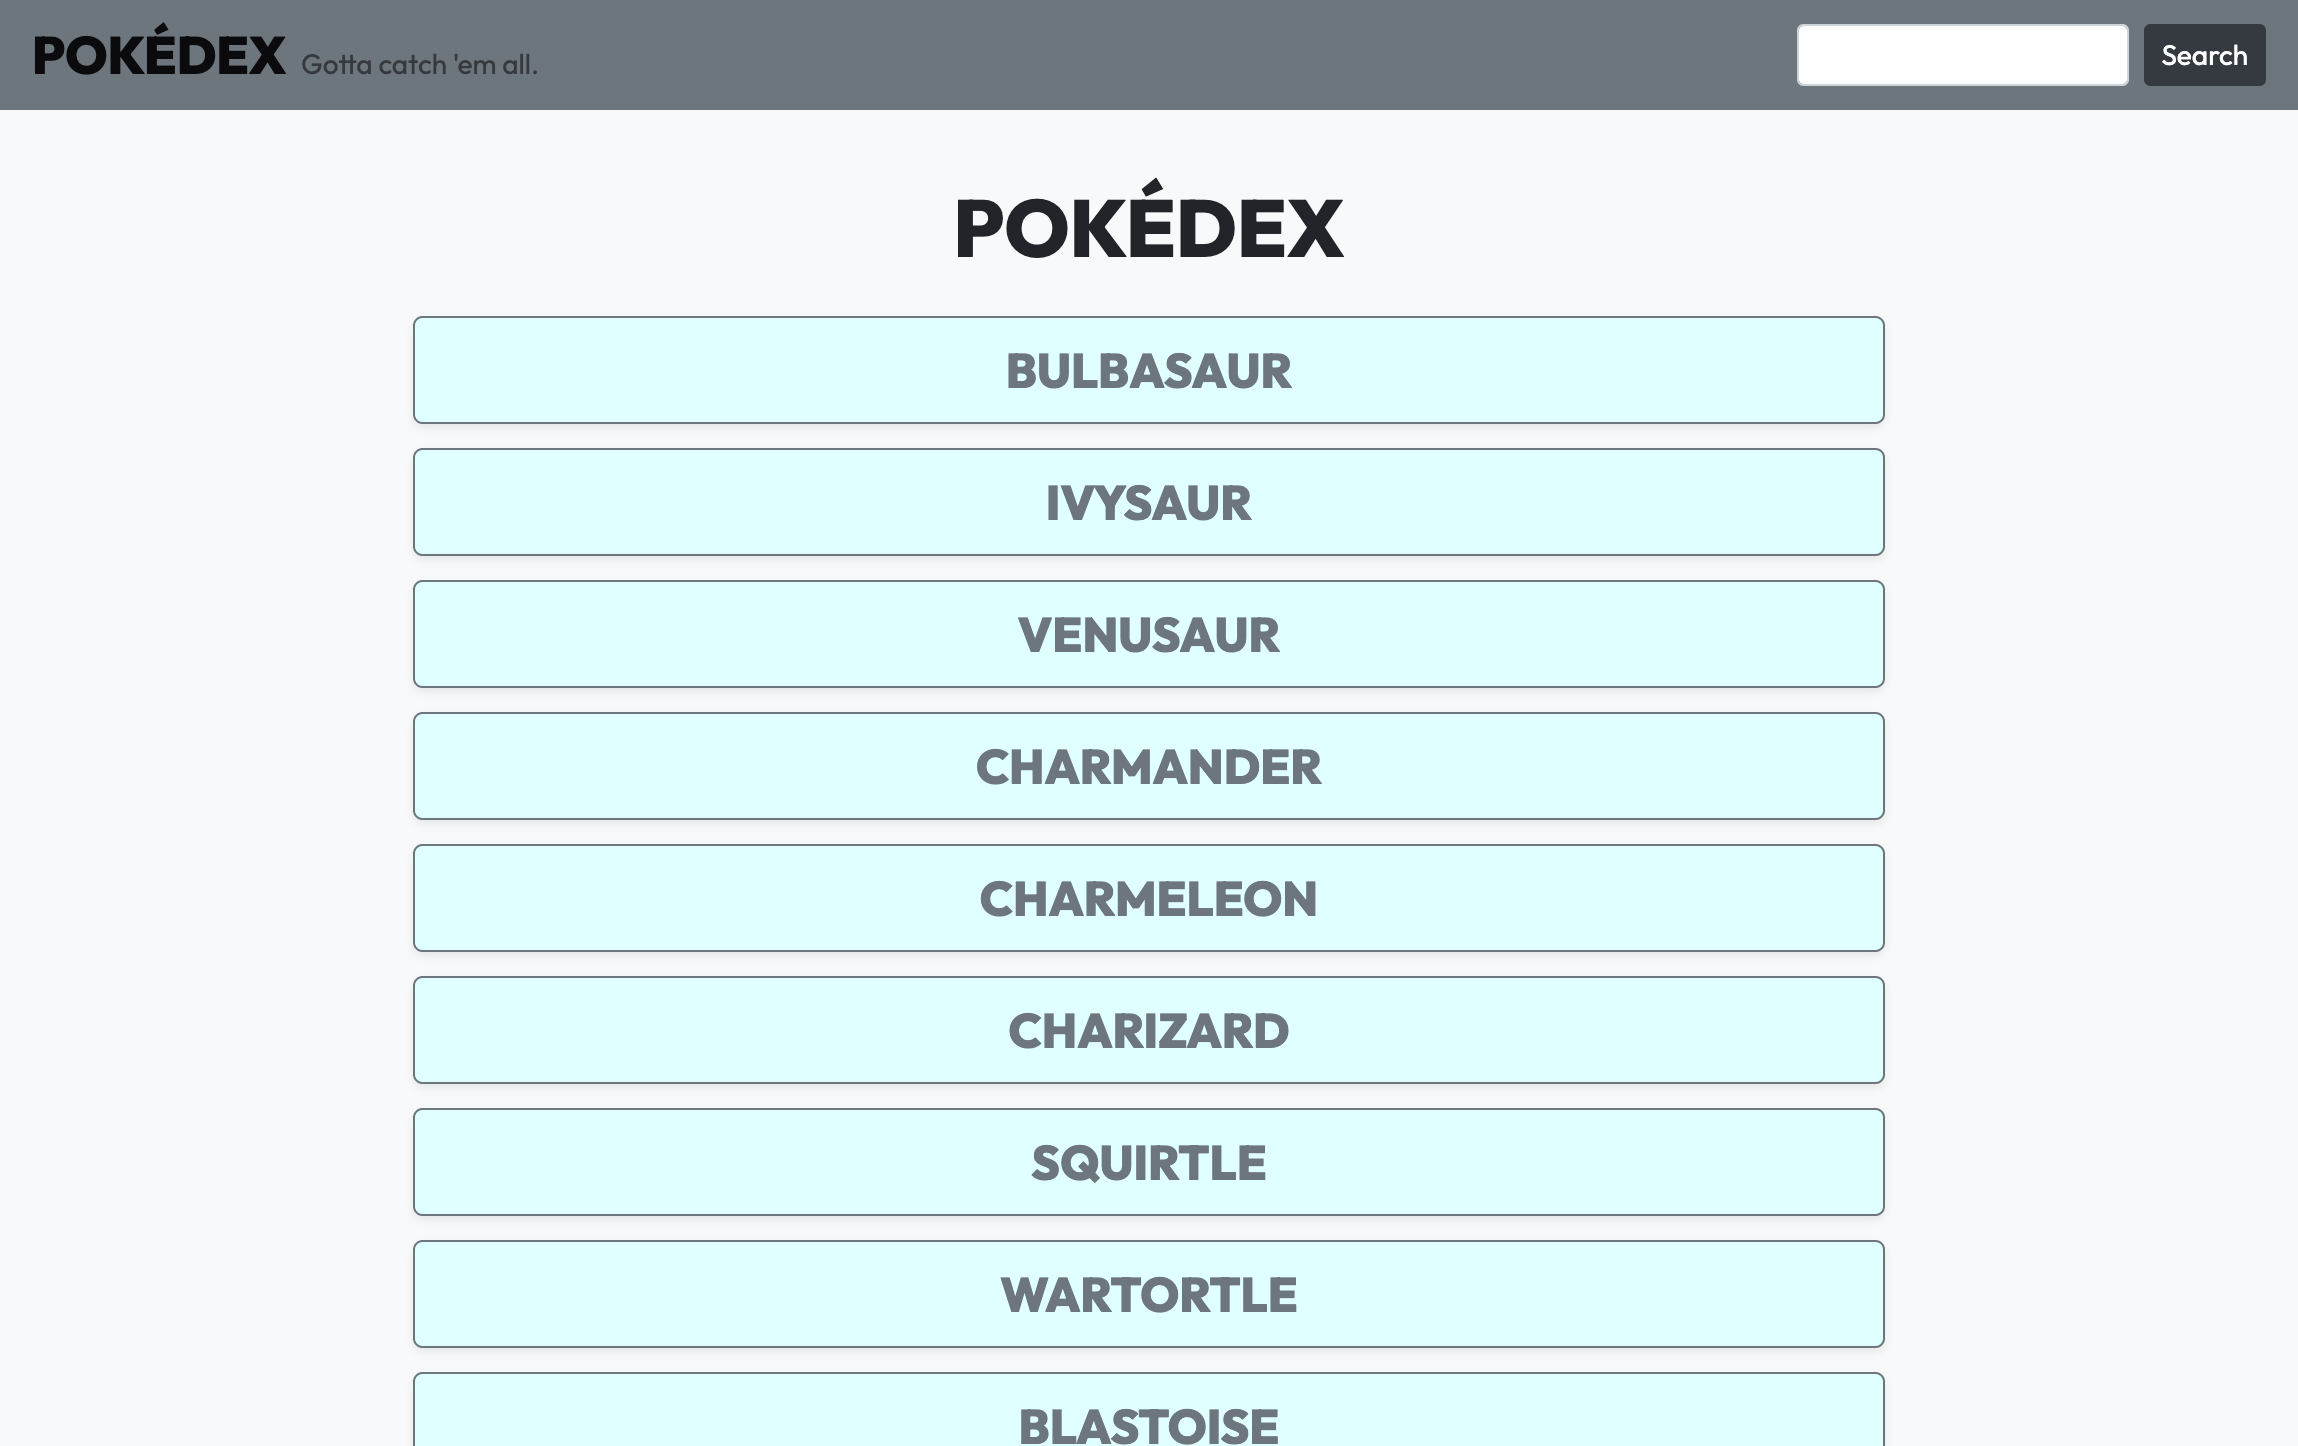 POKÉDEX Gotta catch 'em all. Search
POKÉDEX
BULBASAUR
IVYSAUR
VENUSAUR
CHARMANDER
CHARMELEON
CHARIZARD
SQUIRTLE
WARTORTLE
BLASTOISE